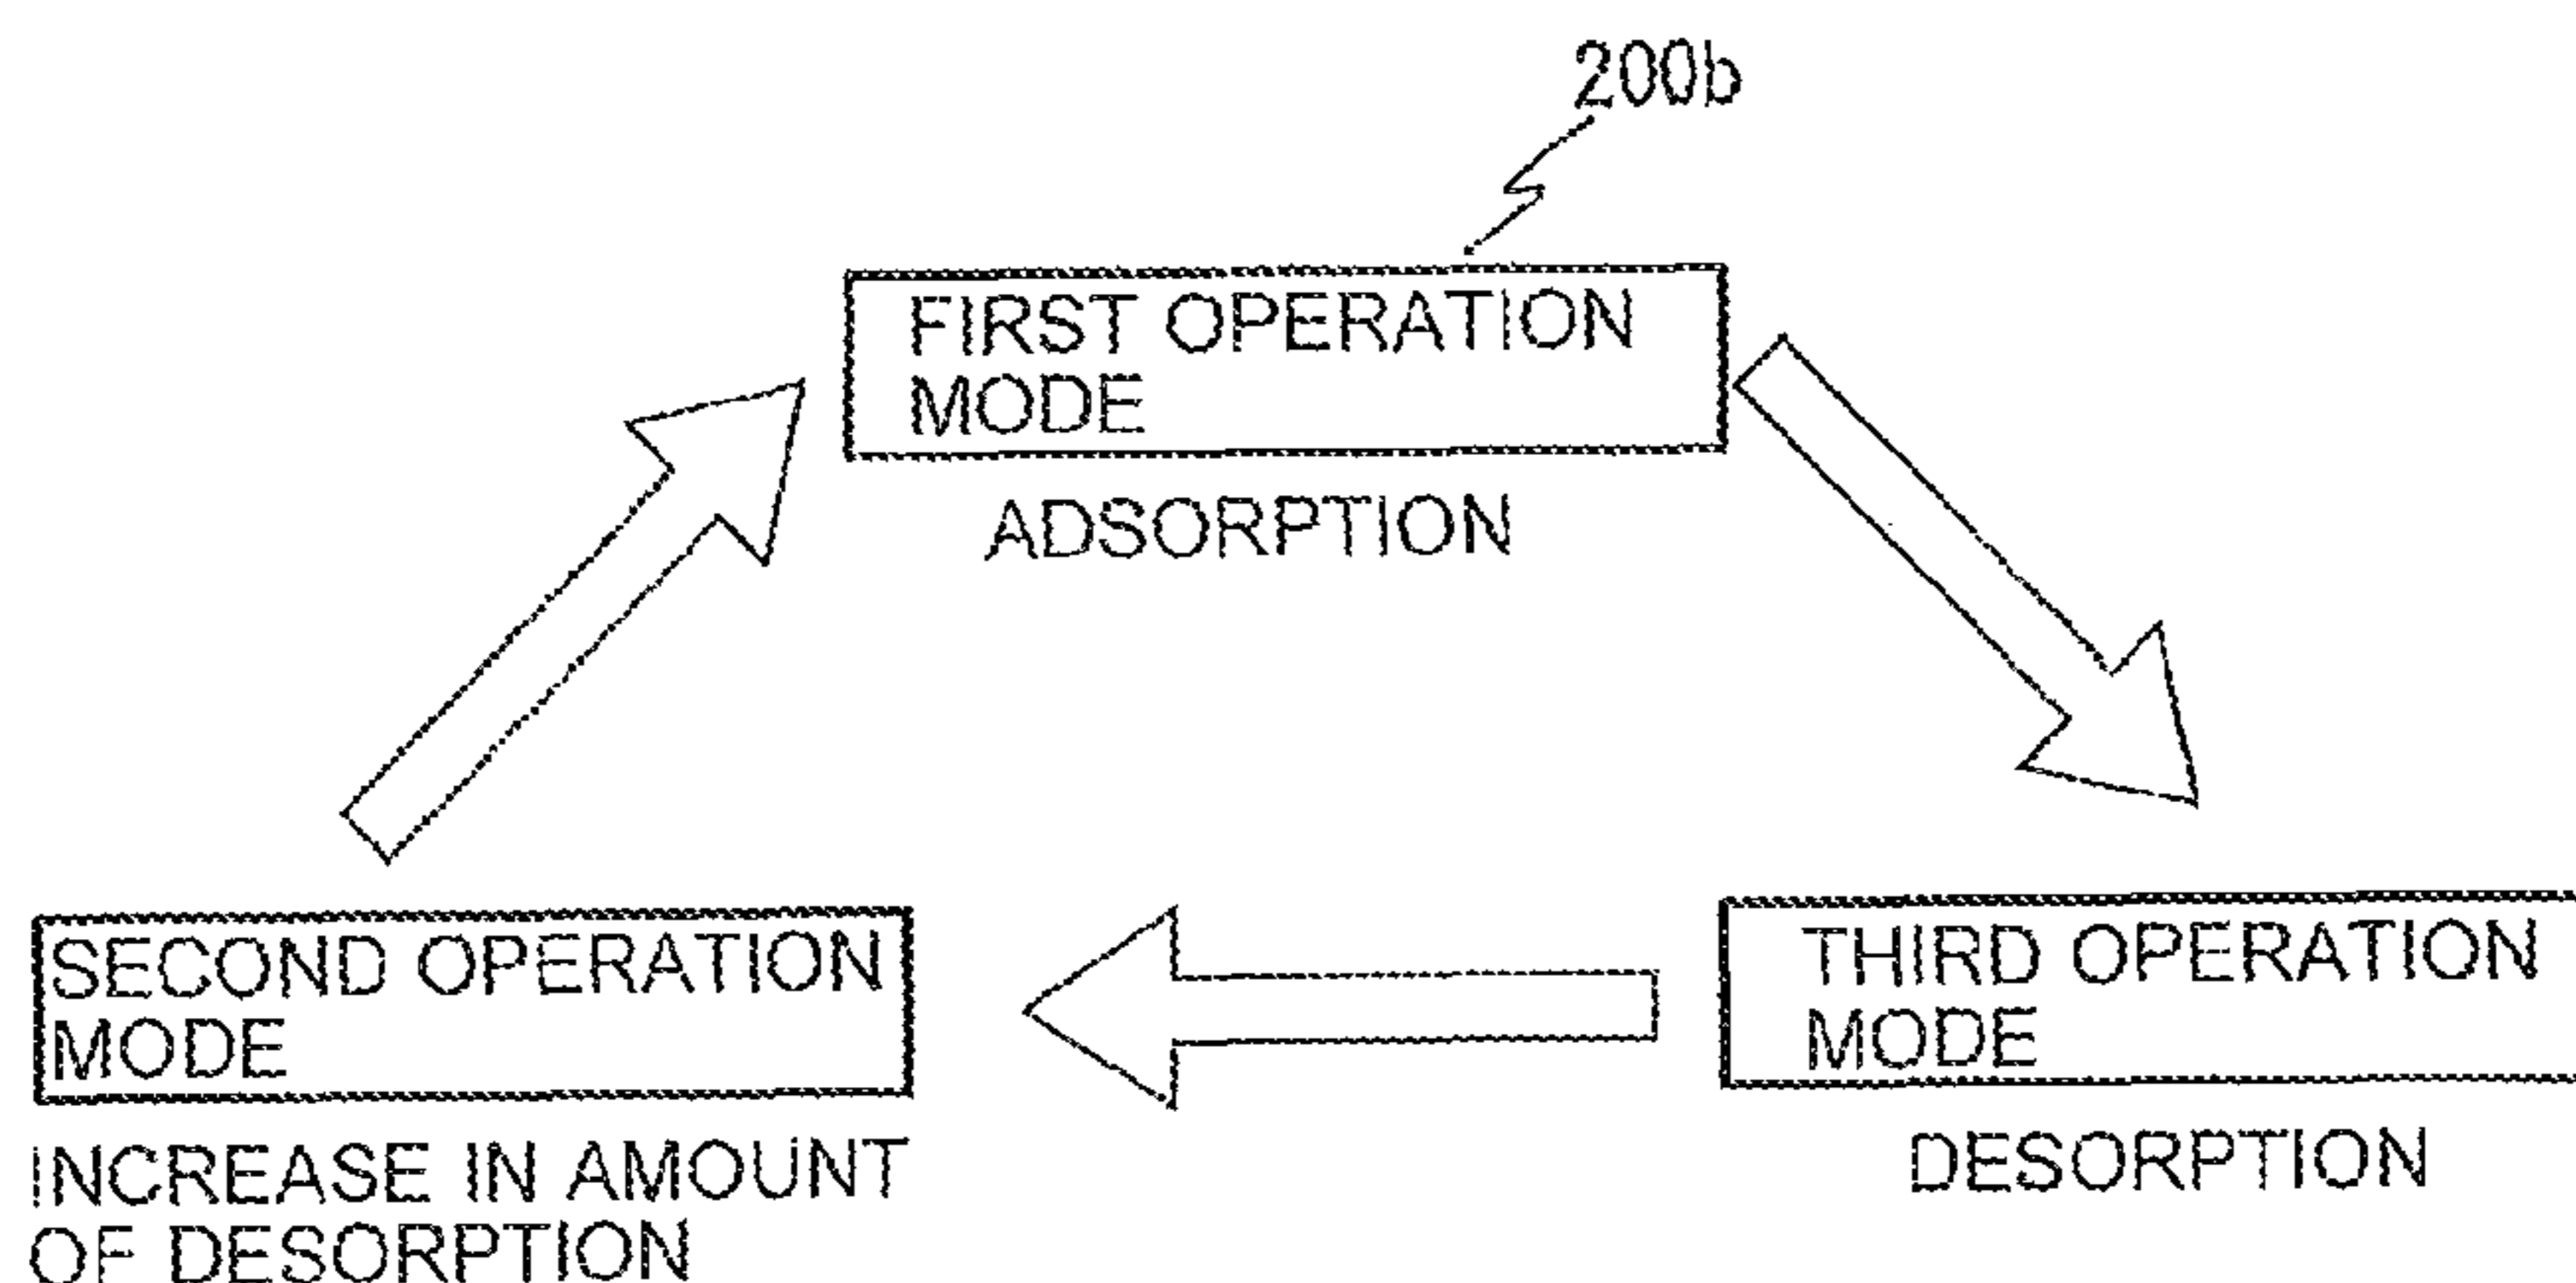 200b
FIRST OPERATION
MODE
ADSORPTION
SECOND OPERATION
MODE
INCREASE IN AMOUNT
OF DESORPTION
THIRD OPERATION
MODE
DESORPTION